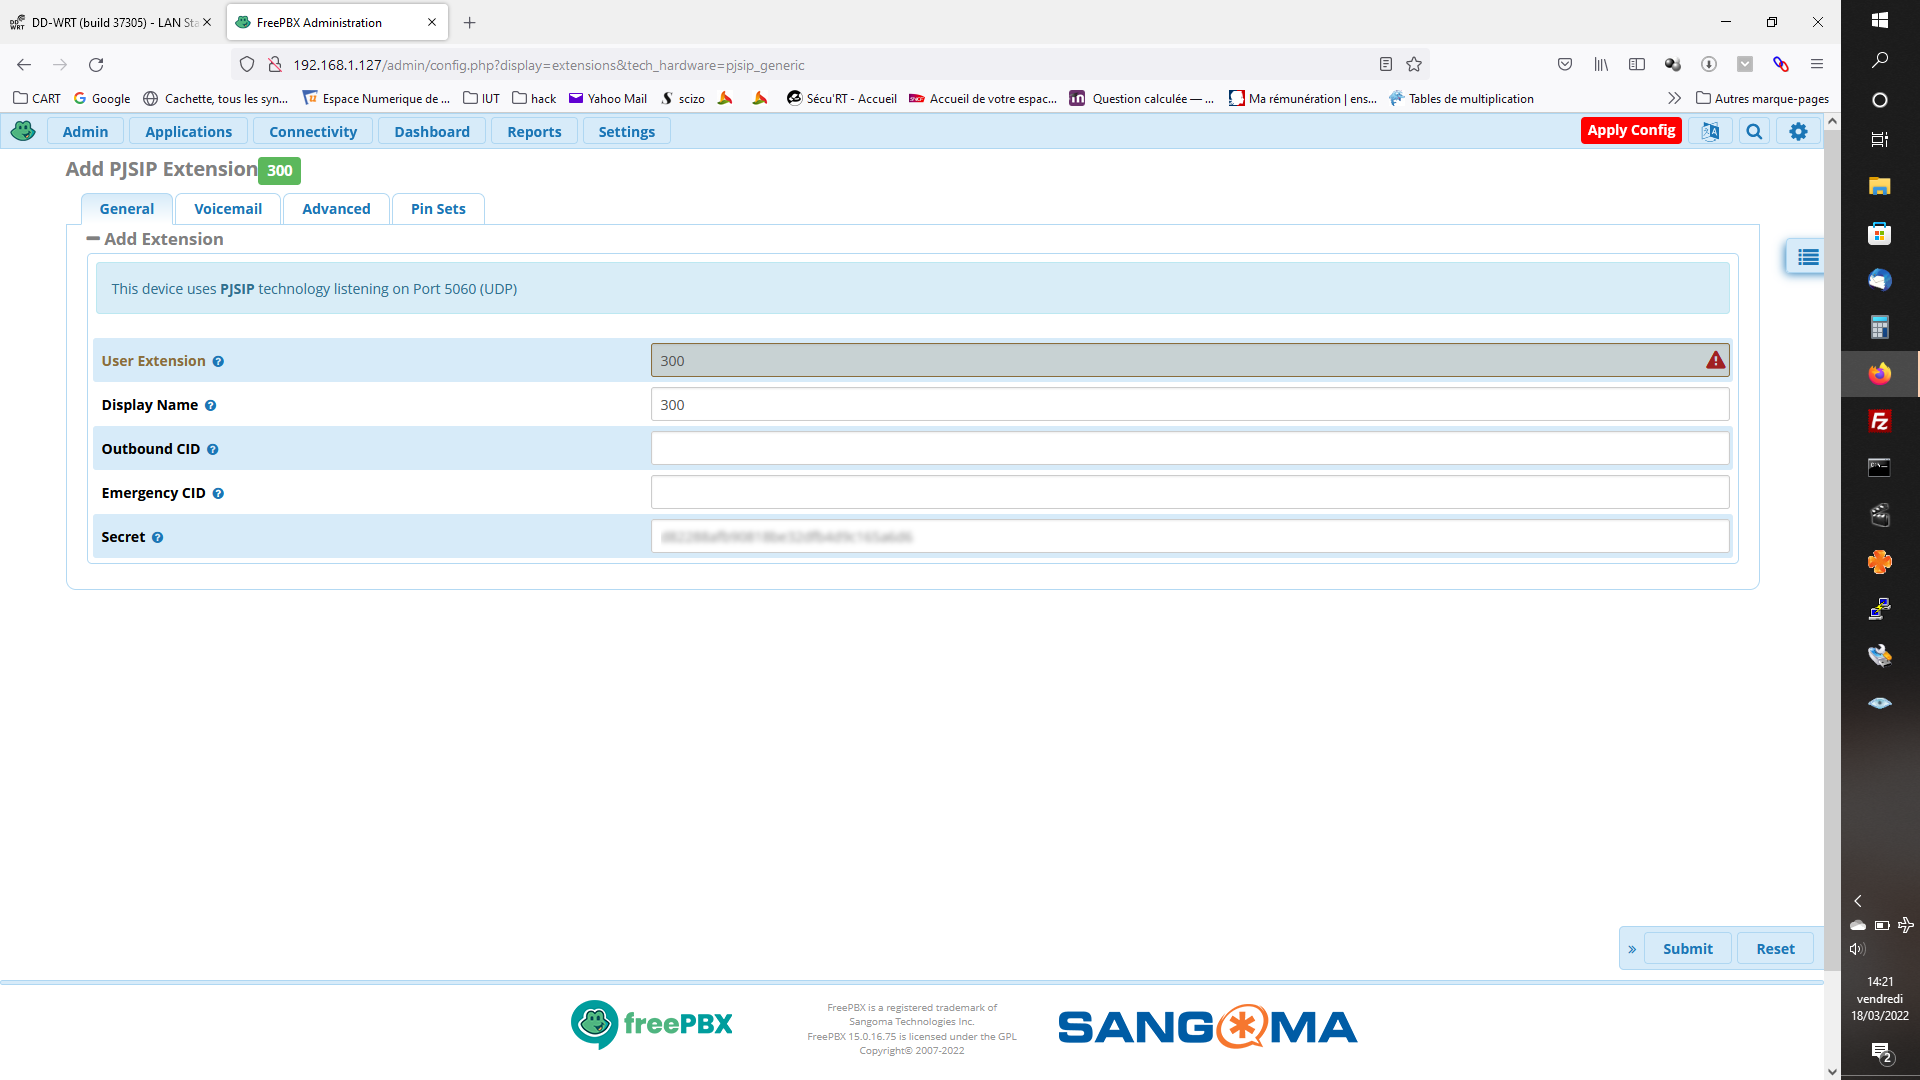 DD-WRT (build 37305) - LAN Sta
FreePBX Administration
192.168.1.127/admin/config.php?display=extensions&tech_hardware=pjsip_generic
CART
Google
Cachette, tous les syn...
Espace Numerique de ...
IUT
hack
Yahoo Mail
scizo
Sécu'RT - Accueil
Accueil de votre espac...
Question calculée — ...
Ma rémunération | ens...
Tables de multiplication
Autres marque-pages
Admin
Applications
Connectivity
Dashboard
Reports
Settings
Apply Config
Add PJSIP Extension 300
General
Voicemail
Advanced
Pin Sets
Add Extension
This device uses PJSIP technology listening on Port 5060 (UDP)
User Extension
300
Display Name
300
Outbound CID
Emergency CID
Secret
Submit
Reset
freePBX
FreePBX is a registered trademark of
Sangoma Technologies Inc.
FreePBX 15.0.16.75 is licensed under the GPL
Copyright© 2007-2022
SANGOMA
14:21
vendredi
18/03/2022
2